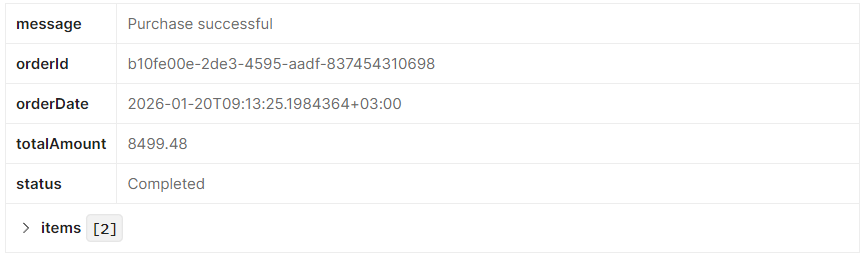 message Purchase successful
orderId b10fe00e-2de3-4595-aadf-837454310698
orderDate 2026-01-20T09:13:25.1984364+03:00
totalAmount 8499.48
status Completed
items [2]